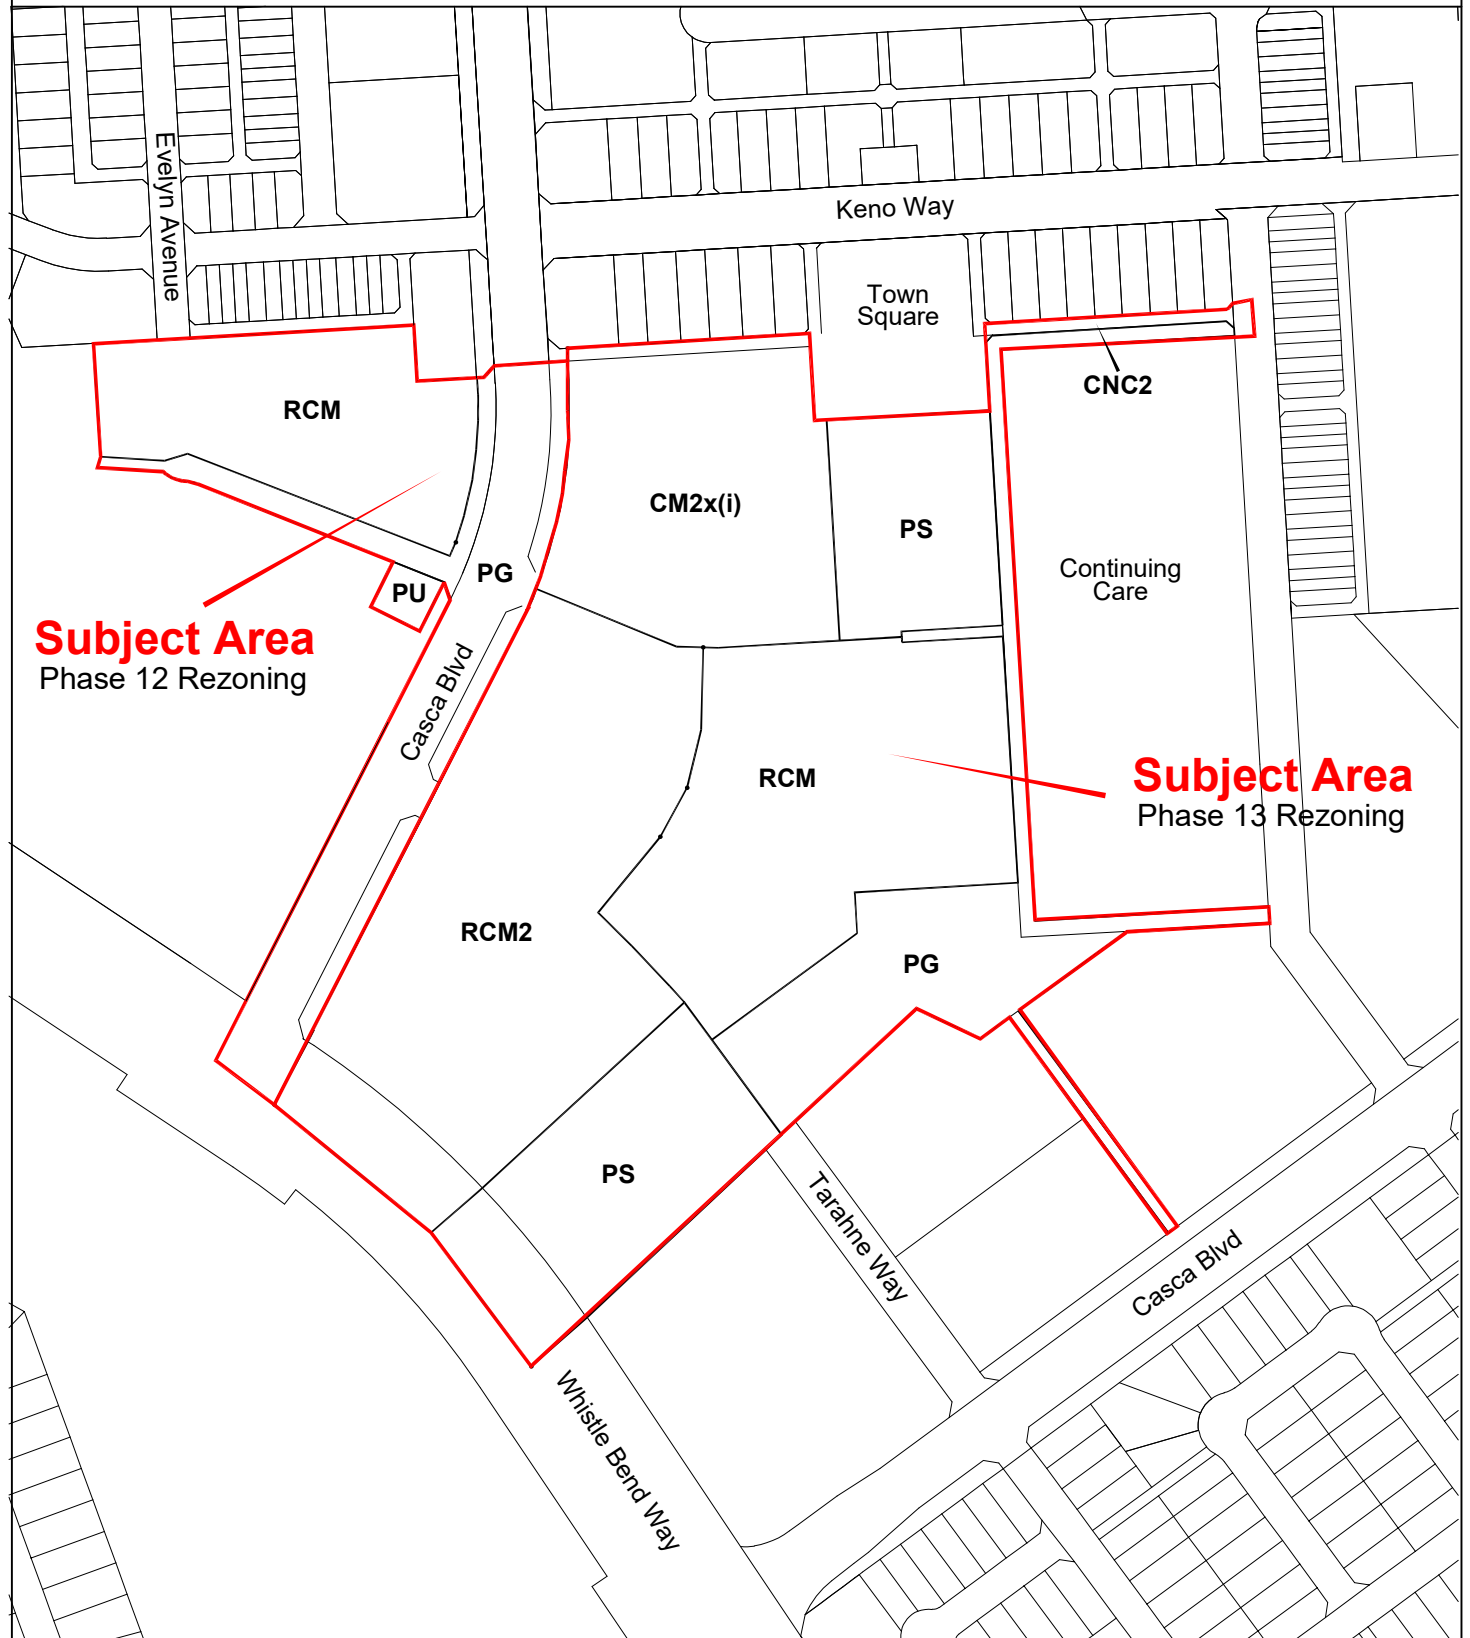 Evelyn Avenue
Keno Way
Town
Square
RCM
CNC2
CM2x(i)
PS
PG
PU
Continuing
Care
Subject Area
Phase 12 Rezoning
Casca Blvd
RCM
Subject Area
Phase 13 Rezoning
RCM2
PG
PS
Tarahne Way
Casca Blvd
Whistle Bend Way